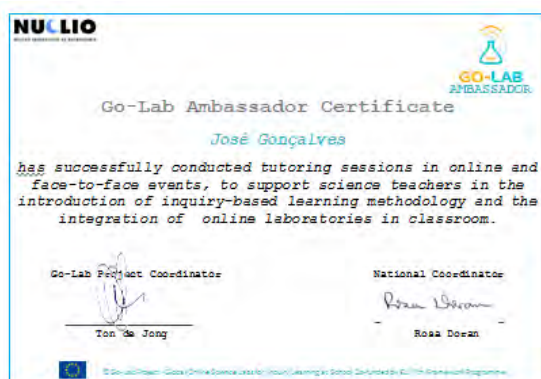 NUCLIO
GO-LAB
AMBASSADOR
Go-Lab Ambassador Certificate
José Gonçalves
has successfully conducted tutoring sessions in online and
face-to-face events, to support science teachers in the
introduction of inquiry-based learning methodology and the
integration of online laboratories in classroom.
Go-Lab Project Coordinator
National Coordinator
Rosa Doran
Ton de Jong
Rosa Doran